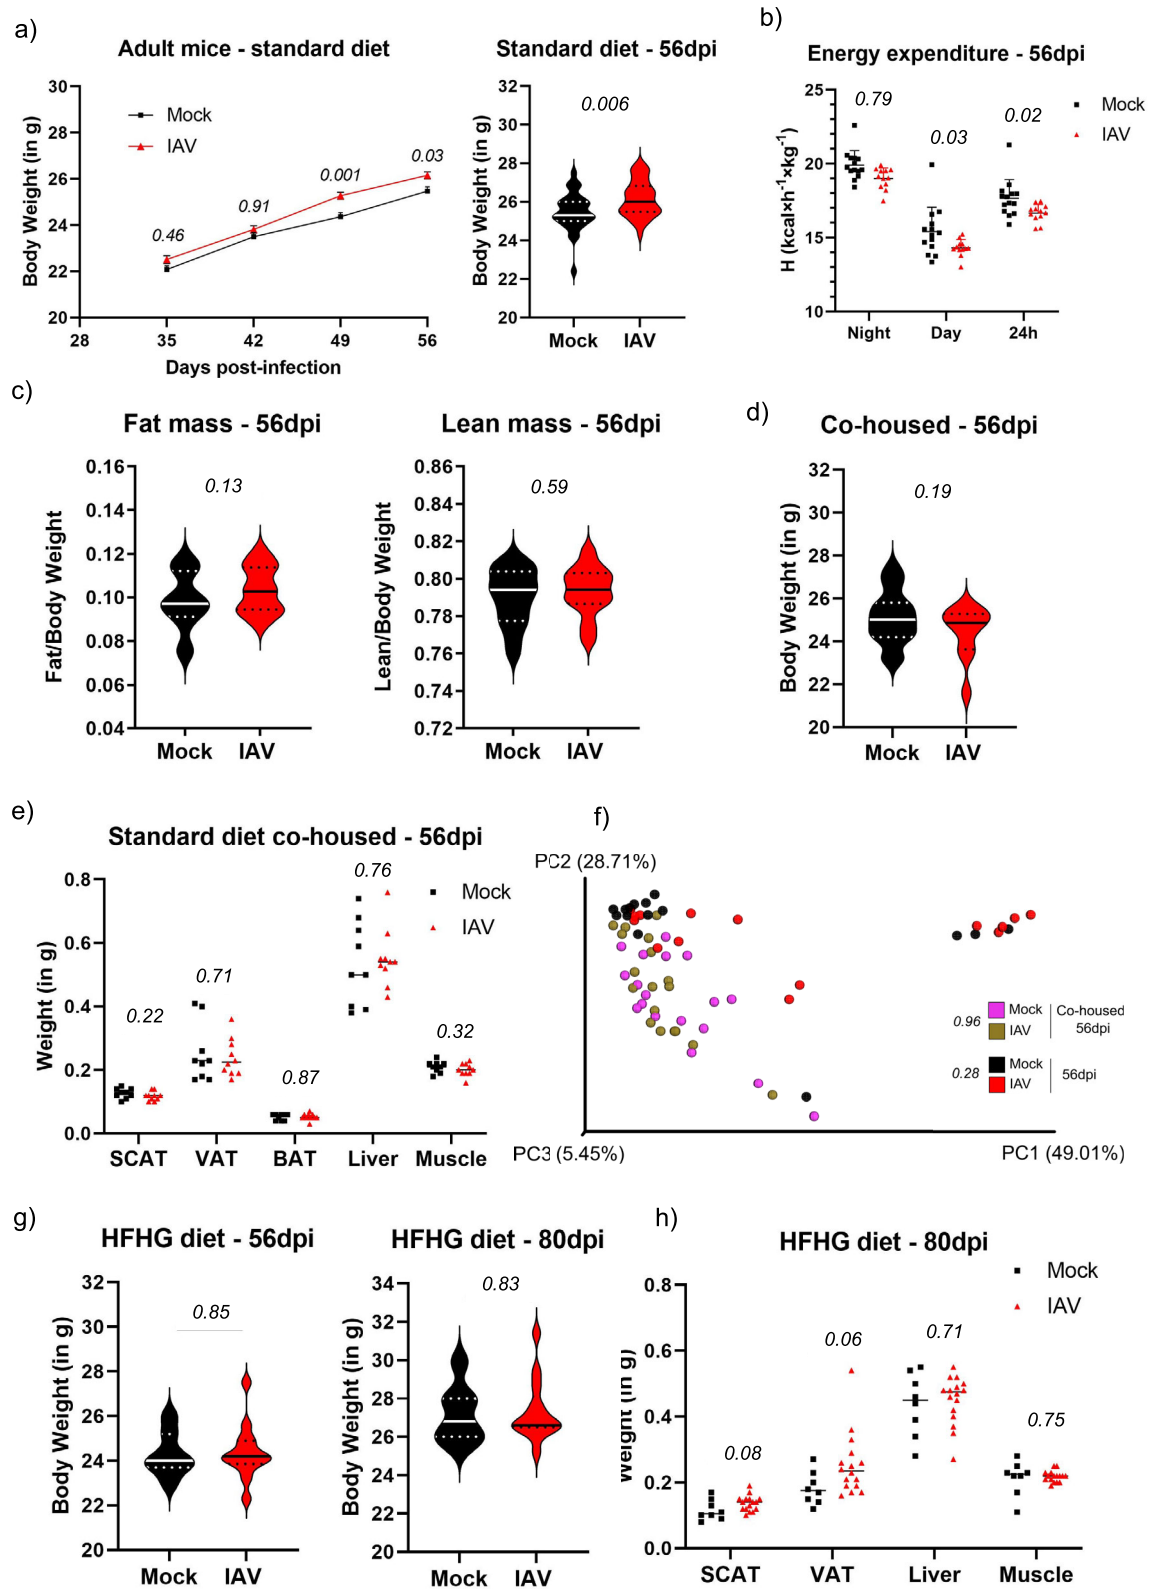 a)
Adult mice - standard diet
Body Weight (in g)
30
28
26
24
22
20
Mock
IAV
0.46
0.91
0.001
0.03
28
35
42
49
56
Days post-infection
Standard diet - 56dpi
Body Weight (in g)
32
30
28
26
24
22
20
0.006
Mock
IAV
b)
Energy expenditure - 56dpi
H (kcal×h⁻¹×kg⁻¹)
25
20
15
10
0.79
0.03
0.02
Mock
IAV
Night
Day
24h
c)
Fat mass - 56dpi
Fat/Body Weight
0.16
0.14
0.12
0.10
0.08
0.06
0.04
0.13
Mock
IAV
Lean mass - 56dpi
Lean/Body Weight
0.86
0.84
0.82
0.80
0.78
0.76
0.74
0.72
0.59
Mock
IAV
d)
Co-housed - 56dpi
Body Weight (in g)
32
30
28
26
24
22
20
0.19
Mock
IAV
e)
Standard diet co-housed - 56dpi
Weight (in g)
0.8
0.6
0.4
0.2
0.0
0.22
0.71
0.87
0.76
0.32
Mock
IAV
SCAT
VAT
BAT
Liver
Muscle
f)
PC2 (28.71%)
PC3 (5.45%)
PC1 (49.01%)
0.96
Mock
IAV
Co-housed
56dpi
0.28
Mock
IAV
56dpi
g)
HFHG diet - 56dpi
Body Weight (in g)
32
30
28
26
24
22
20
0.85
Mock
IAV
HFHG diet - 80dpi
Body Weight (in g)
34
32
30
28
26
24
22
20
0.83
Mock
IAV
h)
HFHG diet - 80dpi
Weight (in g)
0.8
0.6
0.4
0.2
0.0
0.08
0.06
0.71
0.75
Mock
IAV
SCAT
VAT
Liver
Muscle